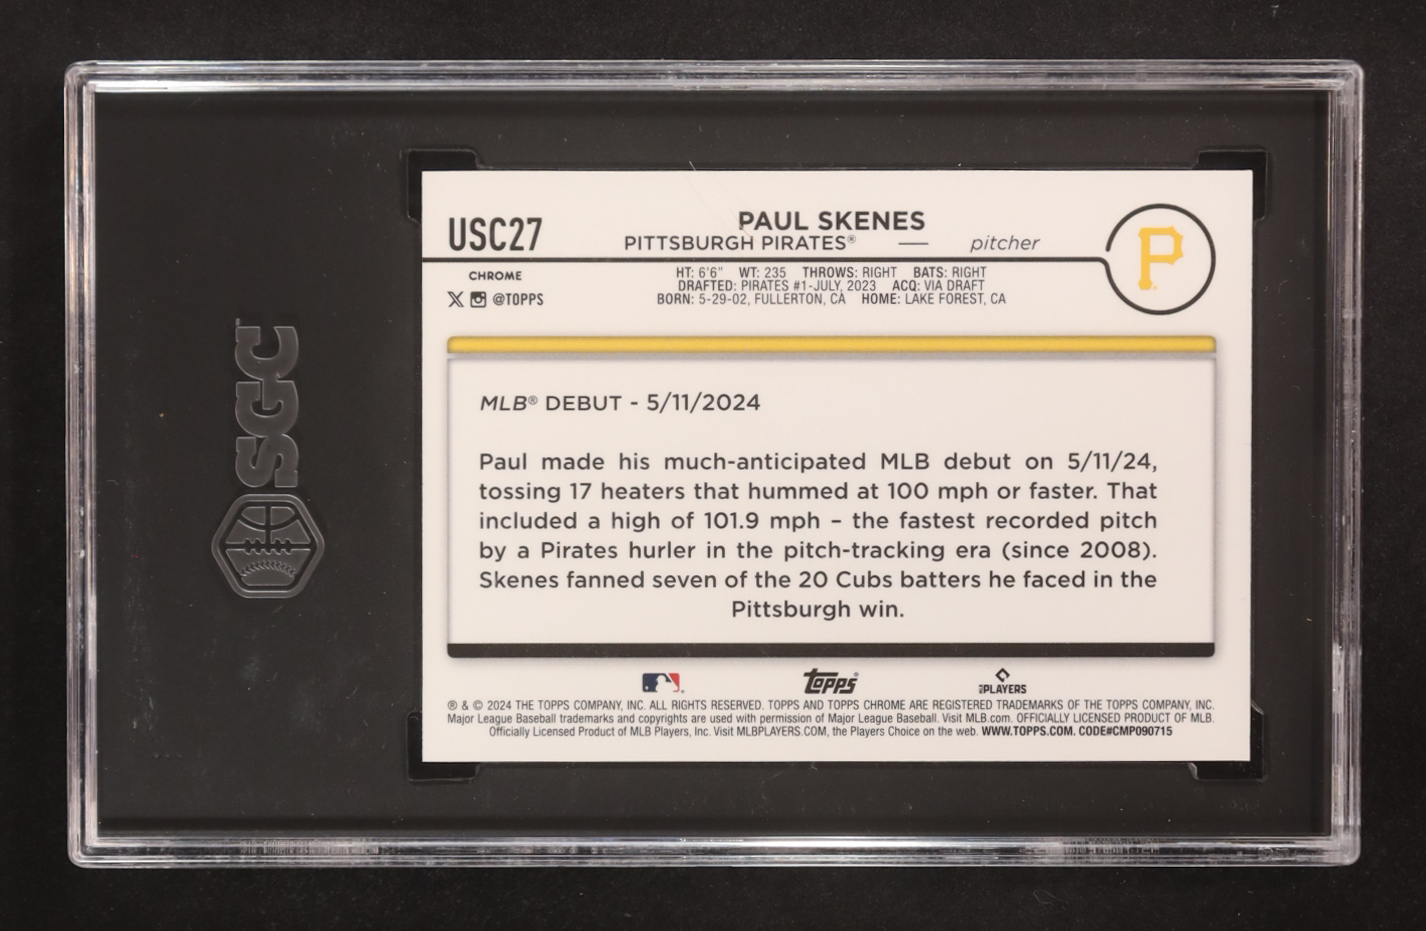 USC27
PAUL SKENES
PITTSBURGH PIRATES® — pitcher
P
CHROME
@TOPPS
HT: 6'6" WT: 235 THROWS: RIGHT BATS: RIGHT
DRAFTED: PIRATES #1-JULY, 2023 ACQ: VIA DRAFT
BORN: 5-29-02, FULLERTON, CA HOME: LAKE FOREST, CA
SGC
MLB® DEBUT - 5/11/2024
Paul made his much-anticipated MLB debut on 5/11/24,
tossing 17 heaters that hummed at 100 mph or faster. That
included a high of 101.9 mph – the fastest recorded pitch
by a Pirates hurler in the pitch-tracking era (since 2008).
Skenes fanned seven of the 20 Cubs batters he faced in the
Pittsburgh win.
Topps®
MLB PLAYERS
® & © 2024 THE TOPPS COMPANY, INC. ALL RIGHTS RESERVED. TOPPS AND TOPPS CHROME ARE REGISTERED TRADEMARKS OF THE TOPPS COMPANY, INC.
Major League Baseball trademarks and copyrights are used with permission of Major League Baseball. Visit MLB.com. OFFICIALLY LICENSED PRODUCT OF MLB.
Officially Licensed Product of MLB Players, Inc. Visit MLBPLAYERS.COM, the Players Choice on the web. WWW.TOPPS.COM. CODE#CMP090715